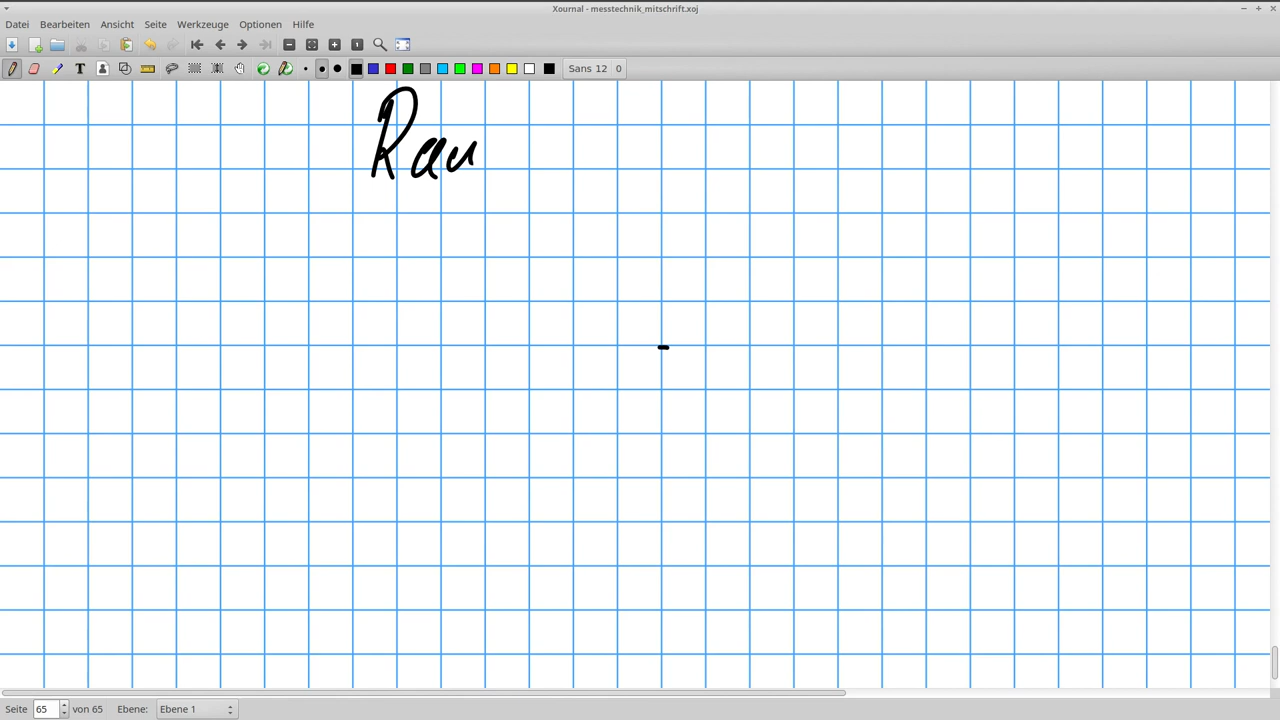 Xournal - messtechnik_mitschrift.xoj
Datei Bearbeiten Ansicht Seite Werkzeuge Optionen Hilfe
Sans 12 0
Rau
-
Seite 65 von 65 Ebene: Ebene 1